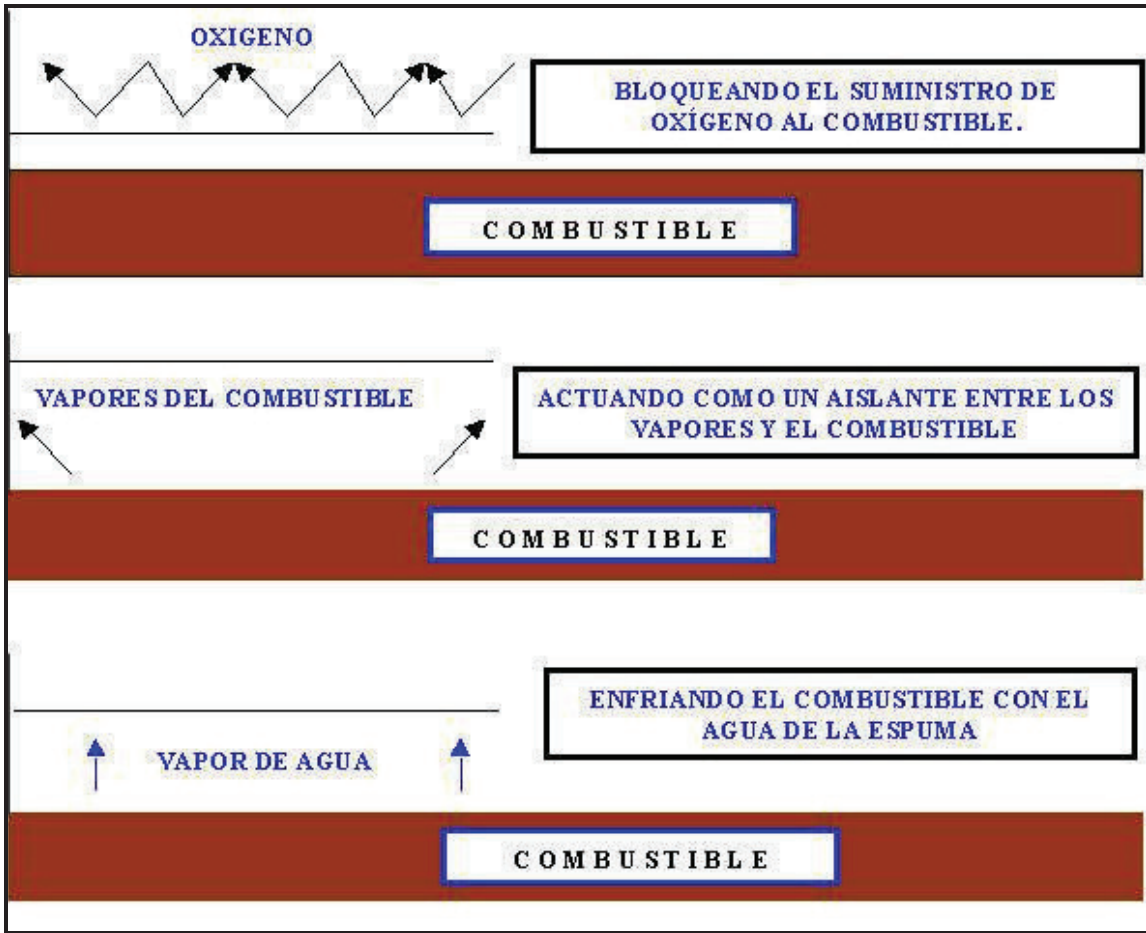 OXIGENO
BLOQUEANDO EL SUMINISTRO DE
OXÍGENO AL COMBUSTIBLE.
COMBUSTIBLE
VAPORES DEL COMBUSTIBLE
ACTUANDO COMO UN AISLANTE ENTRE LOS
VAPORES Y EL COMBUSTIBLE
COMBUSTIBLE
ENFRIANDO EL COMBUSTIBLE CON EL
AGUA DE LA ESPUMA
VAPOR DE AGUA
COMBUSTIBLE